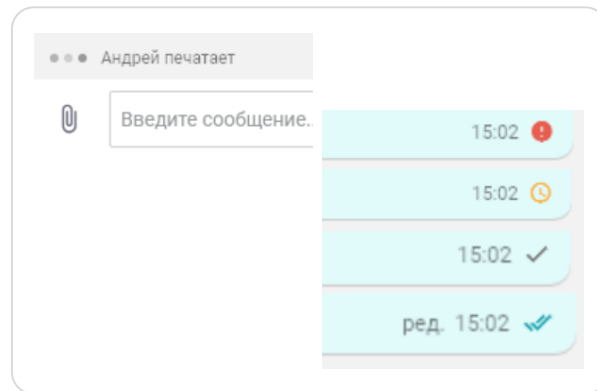 Андрей печатает
Введите сообщение..
15:02
15:02
15:02
ред. 15:02